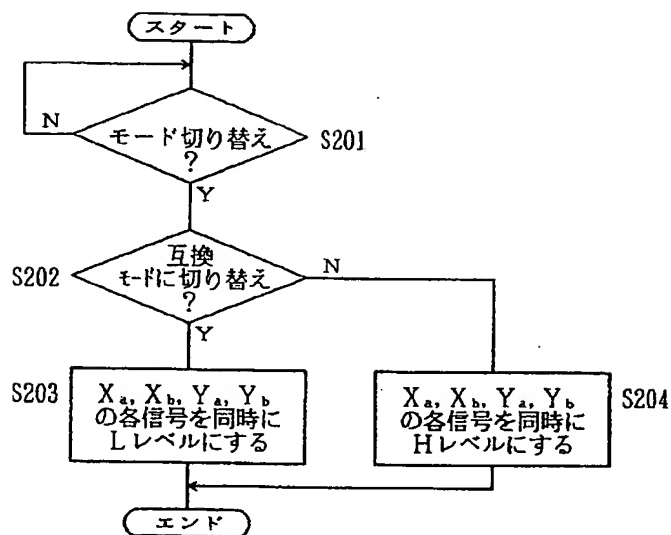 スタート
N
モード切り替え
?
S201
Y
互換
モードに切り替え
?
S202
N
Y
S203
Xa, Xb, Ya, Yb
の各信号を同時に
Lレベルにする
Xa, Xb, Ya, Yb
の各信号を同時に
Hレベルにする
S204
エンド